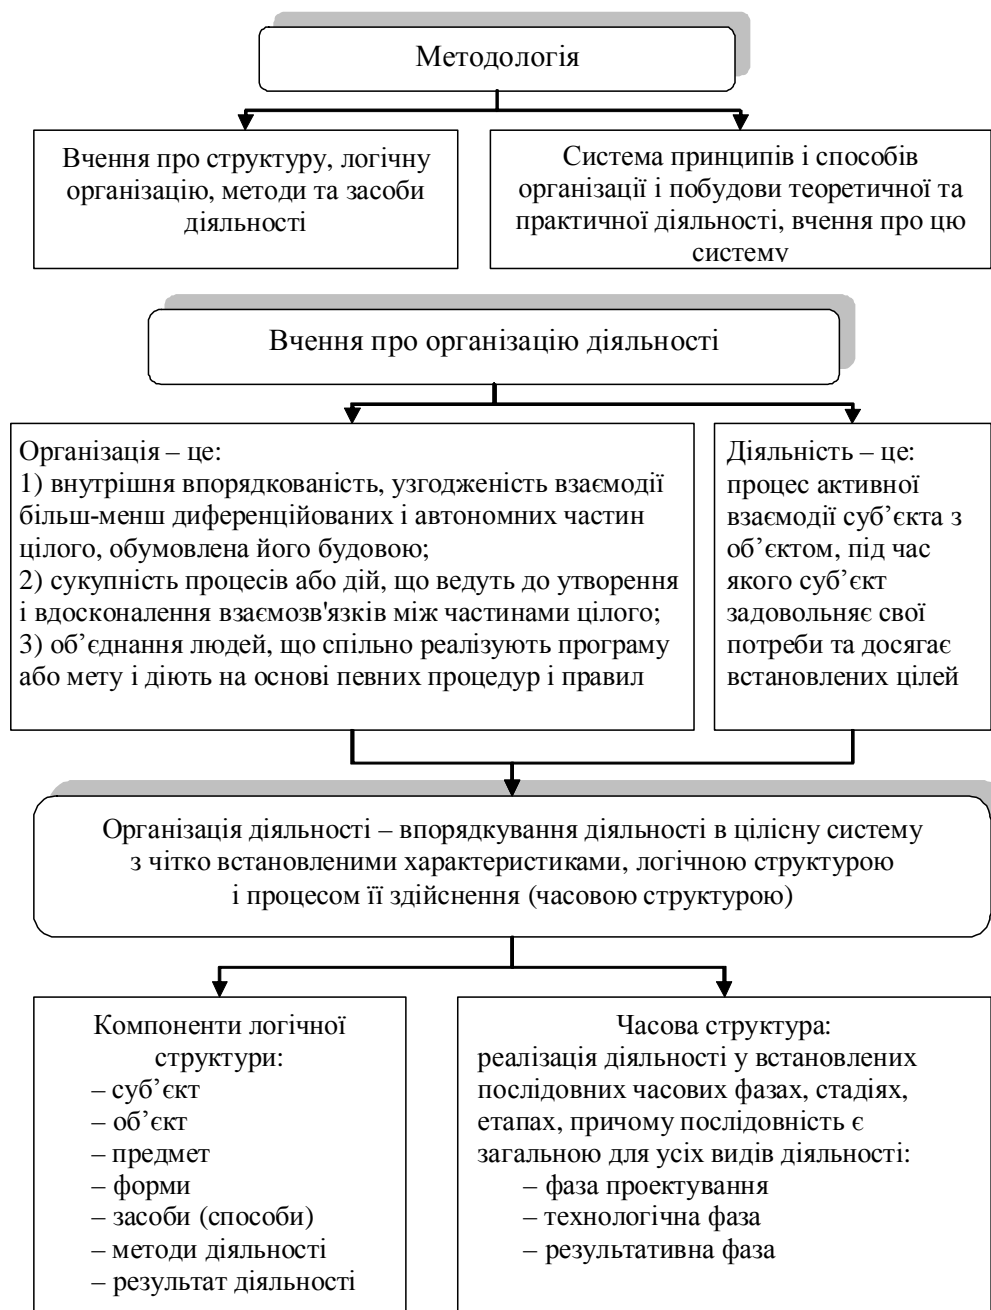 Методологія
Вчення про структуру, логічну
організацію, методи та засоби
діяльності
Система принципів і способів
організації і побудови теоретичної та
практичної діяльності, вчення про цю
систему
Вчення про організацію діяльності
Організація – це:
1) внутрішня впорядкованість, узгодженість взаємодії
більш-менш диференційованих і автономних частин
цілого, обумовлена його будовою;
2) сукупність процесів або дій, що ведуть до утворення
і вдосконалення взаємозв'язків між частинами цілого;
3) об’єднання людей, що спільно реалізують програму
або мету і діють на основі певних процедур і правил
Діяльність – це:
процес активної
взаємодії суб’єкта з
об’єктом, під час
якого суб’єкт
задовольняє свої
потреби та досягає
встановлених цілей
Організація діяльності – впорядкування діяльності в цілісну систему
з чітко встановленими характеристиками, логічною структурою
і процесом її здійснення (часовою структурою)
Компоненти логічної
структури:
– суб’єкт
– об’єкт
– предмет
– форми
– засоби (способи)
– методи діяльності
– результат діяльності
Часова структура:
реалізація діяльності у встановлених
послідовних часових фазах, стадіях,
етапах, причому послідовність є
загальною для усіх видів діяльності:
– фаза проектування
– технологічна фаза
– результативна фаза